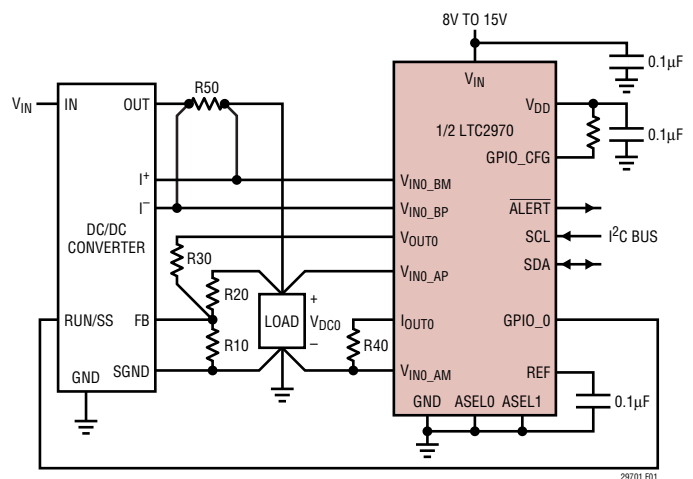 8V TO 15V
0.1µF
VIN
VIN
IN
OUT
R50
VDD
0.1µF
1/2 LTC2970
GPIO_CFG
I+
VIN0_BM
I–
VIN0_BP
ALERT
DC/DC
CONVERTER
VOUT0
SCL
I2C BUS
R30
R20
VIN0_AP
SDA
+
LOAD
VDC0
–
RUN/SS
FB
R10
R40
IOUT0
GPIO_0
SGND
VIN0_AM
REF
GND
GND
ASEL0
ASEL1
0.1µF
29701 F01